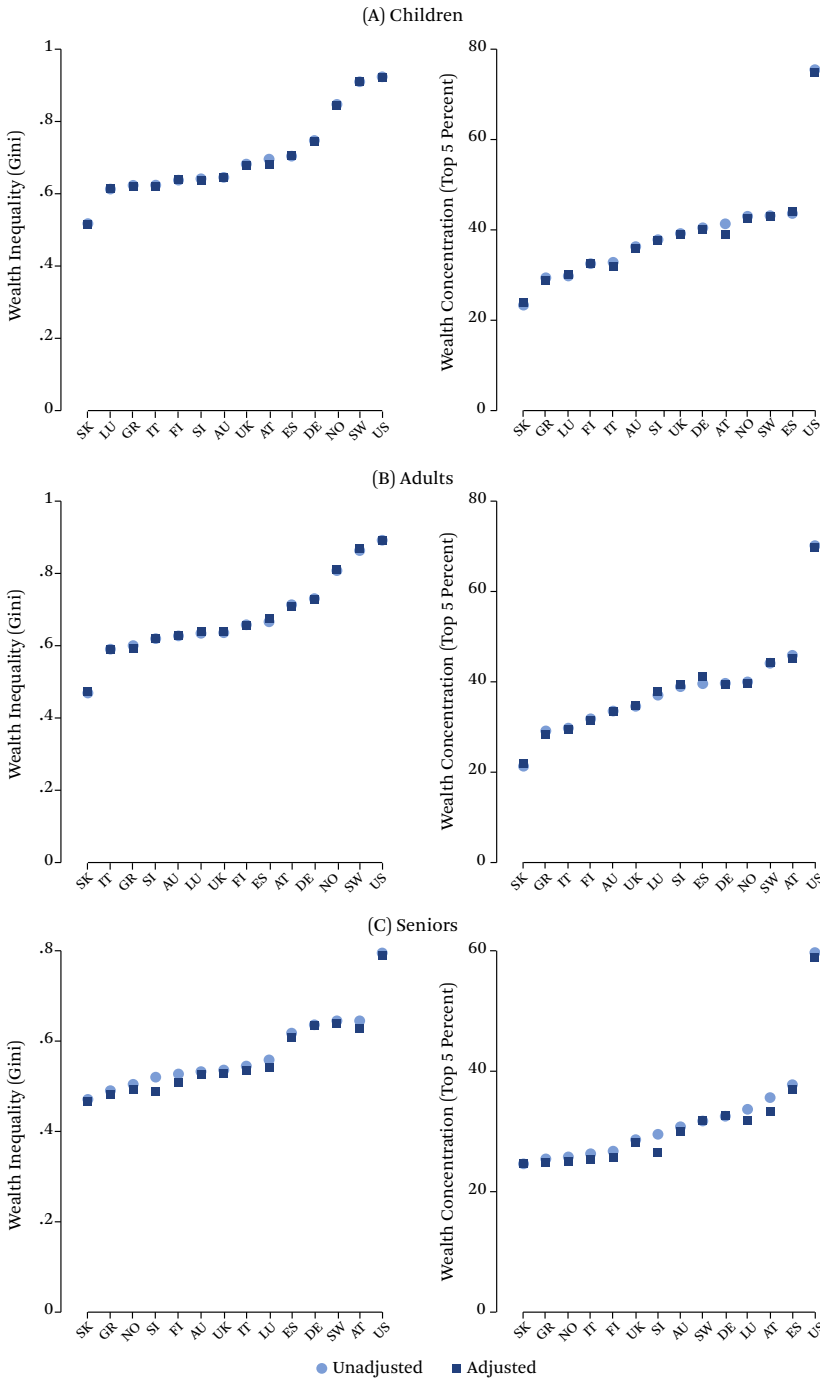 (A) Children
Wealth Inequality (Gini)
1
.8
.6
.4
.2
0
SK LU GR IT FI SI AU UK AT ES DE NO SW US
Wealth Concentration (Top 5 Percent)
80
60
40
20
0
SK GR LU FI IT AU SI UK DE AT NO SW ES US
(B) Adults
Wealth Inequality (Gini)
1
.8
.6
.4
.2
0
SK IT GR SI AU LU UK FI ES AT DE NO SW US
Wealth Concentration (Top 5 Percent)
80
60
40
20
0
SK GR IT FI AU UK LU SI ES DE NO SW AT US
(C) Seniors
Wealth Inequality (Gini)
.8
.6
.4
.2
0
SK GR NO SI FI AU UK IT LU ES DE SW AT US
Wealth Concentration (Top 5 Percent)
60
40
20
0
SK GR NO IT FI UK SI AU SW DE LU AT ES US
Unadjusted Adjusted